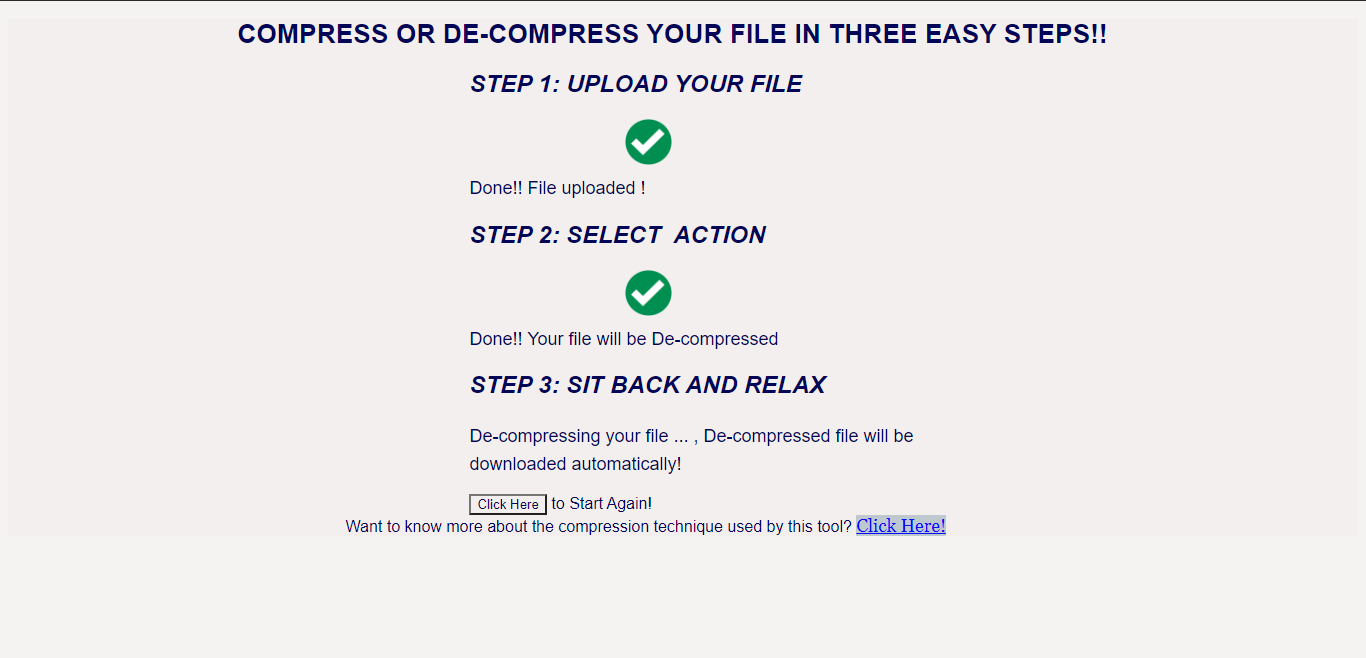 COMPRESS OR DE-COMPRESS YOUR FILE IN THREE EASY STEPS!!
STEP 1: UPLOAD YOUR FILE
Done!! File uploaded !
STEP 2: SELECT  ACTION
Done!! Your file will be De-compressed
STEP 3: SIT BACK AND RELAX
De-compressing your file ... , De-compressed file will be
downloaded automatically!
Click Here to Start Again!
Want to know more about the compression technique used by this tool? Click Here!